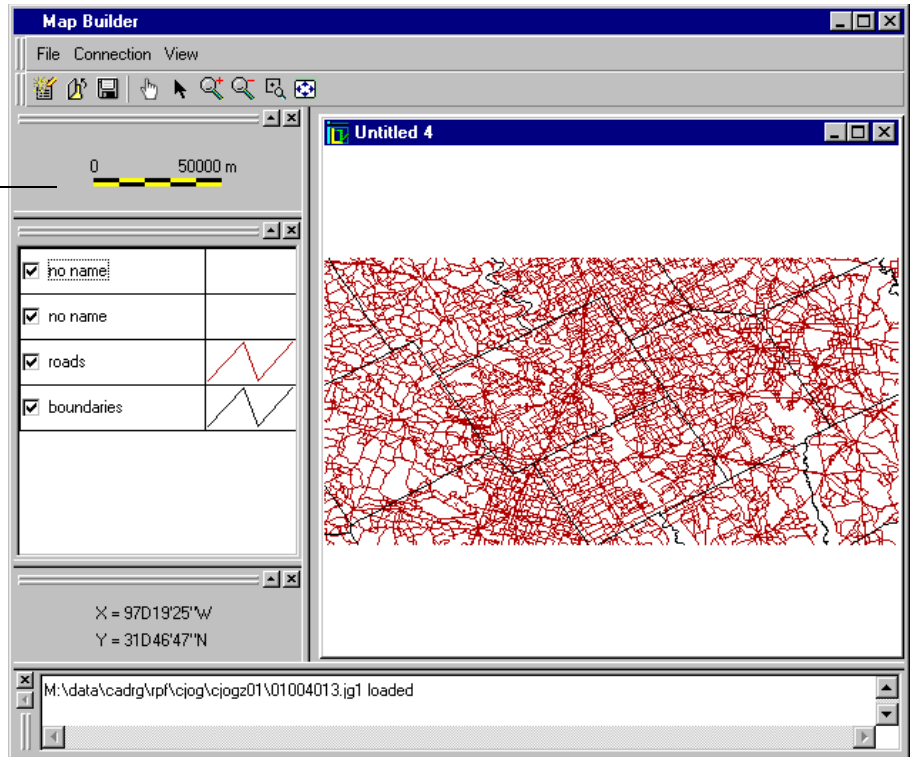 Map Builder
File Connection View
0 50000 m
Untitled 4
no name
no name
roads
boundaries
X = 97D19'25"W
Y = 31D46'47"N
M:\data\cadrg\rpf\cjog\cjogz01\01004013.jg1 loaded